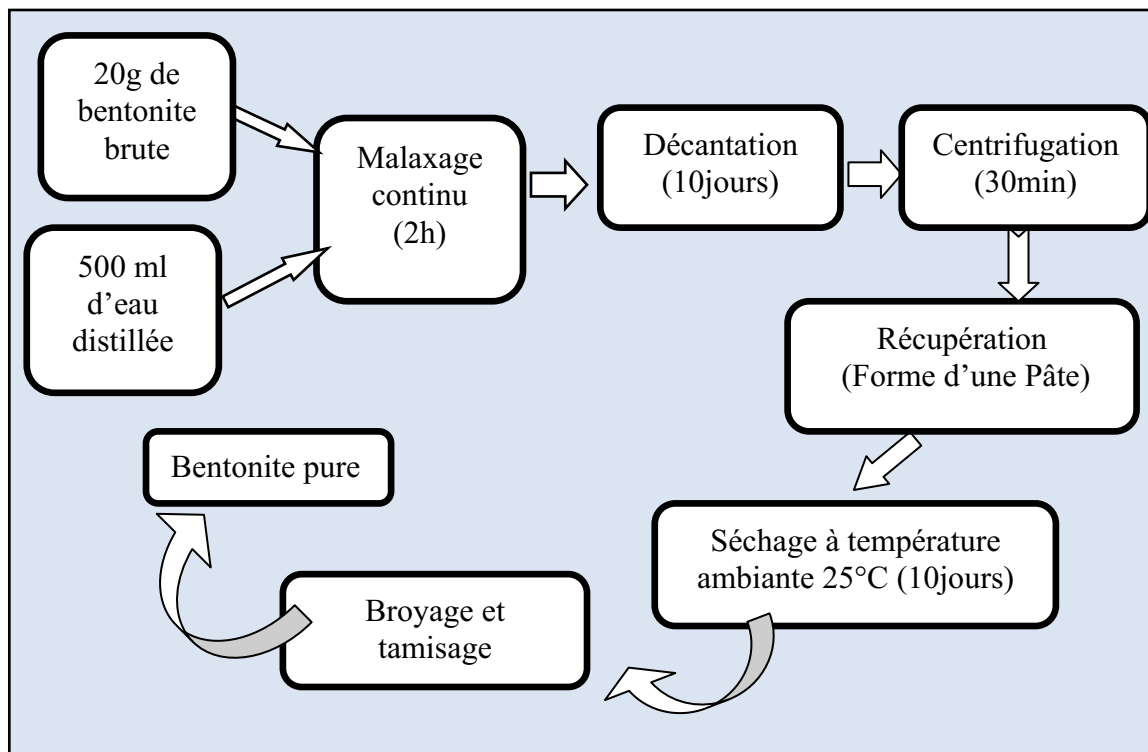 20g de
bentonite
brute
500 ml
d’eau
distillée
Malaxage
continu
(2h)
Décantation
(10jours)
Centrifugation
(30min)
Récupération
(Forme d’une Pâte)
Séchage à température
ambiante 25°C (10jours)
Broyage et
tamisage
Bentonite pure